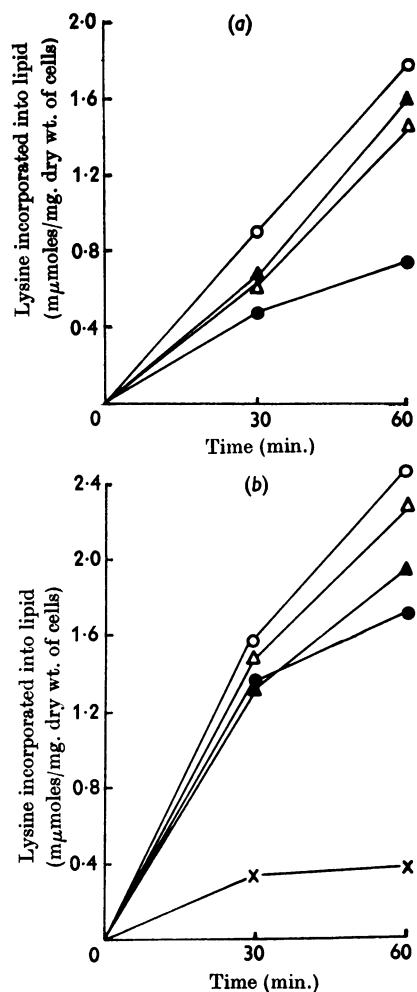 (a)
2·0
1·6
1·2
0·8
0·4
0
30
60
Time (min.)
Lysine incorporated into lipid
(mμmoles/mg. dry wt. of cells)
(b)
2·4
2·0
1·6
1·2
0·8
0·4
0
30
60
Time (min.)
Lysine incorporated into lipid
(mμmoles/mg. dry wt. of cells)